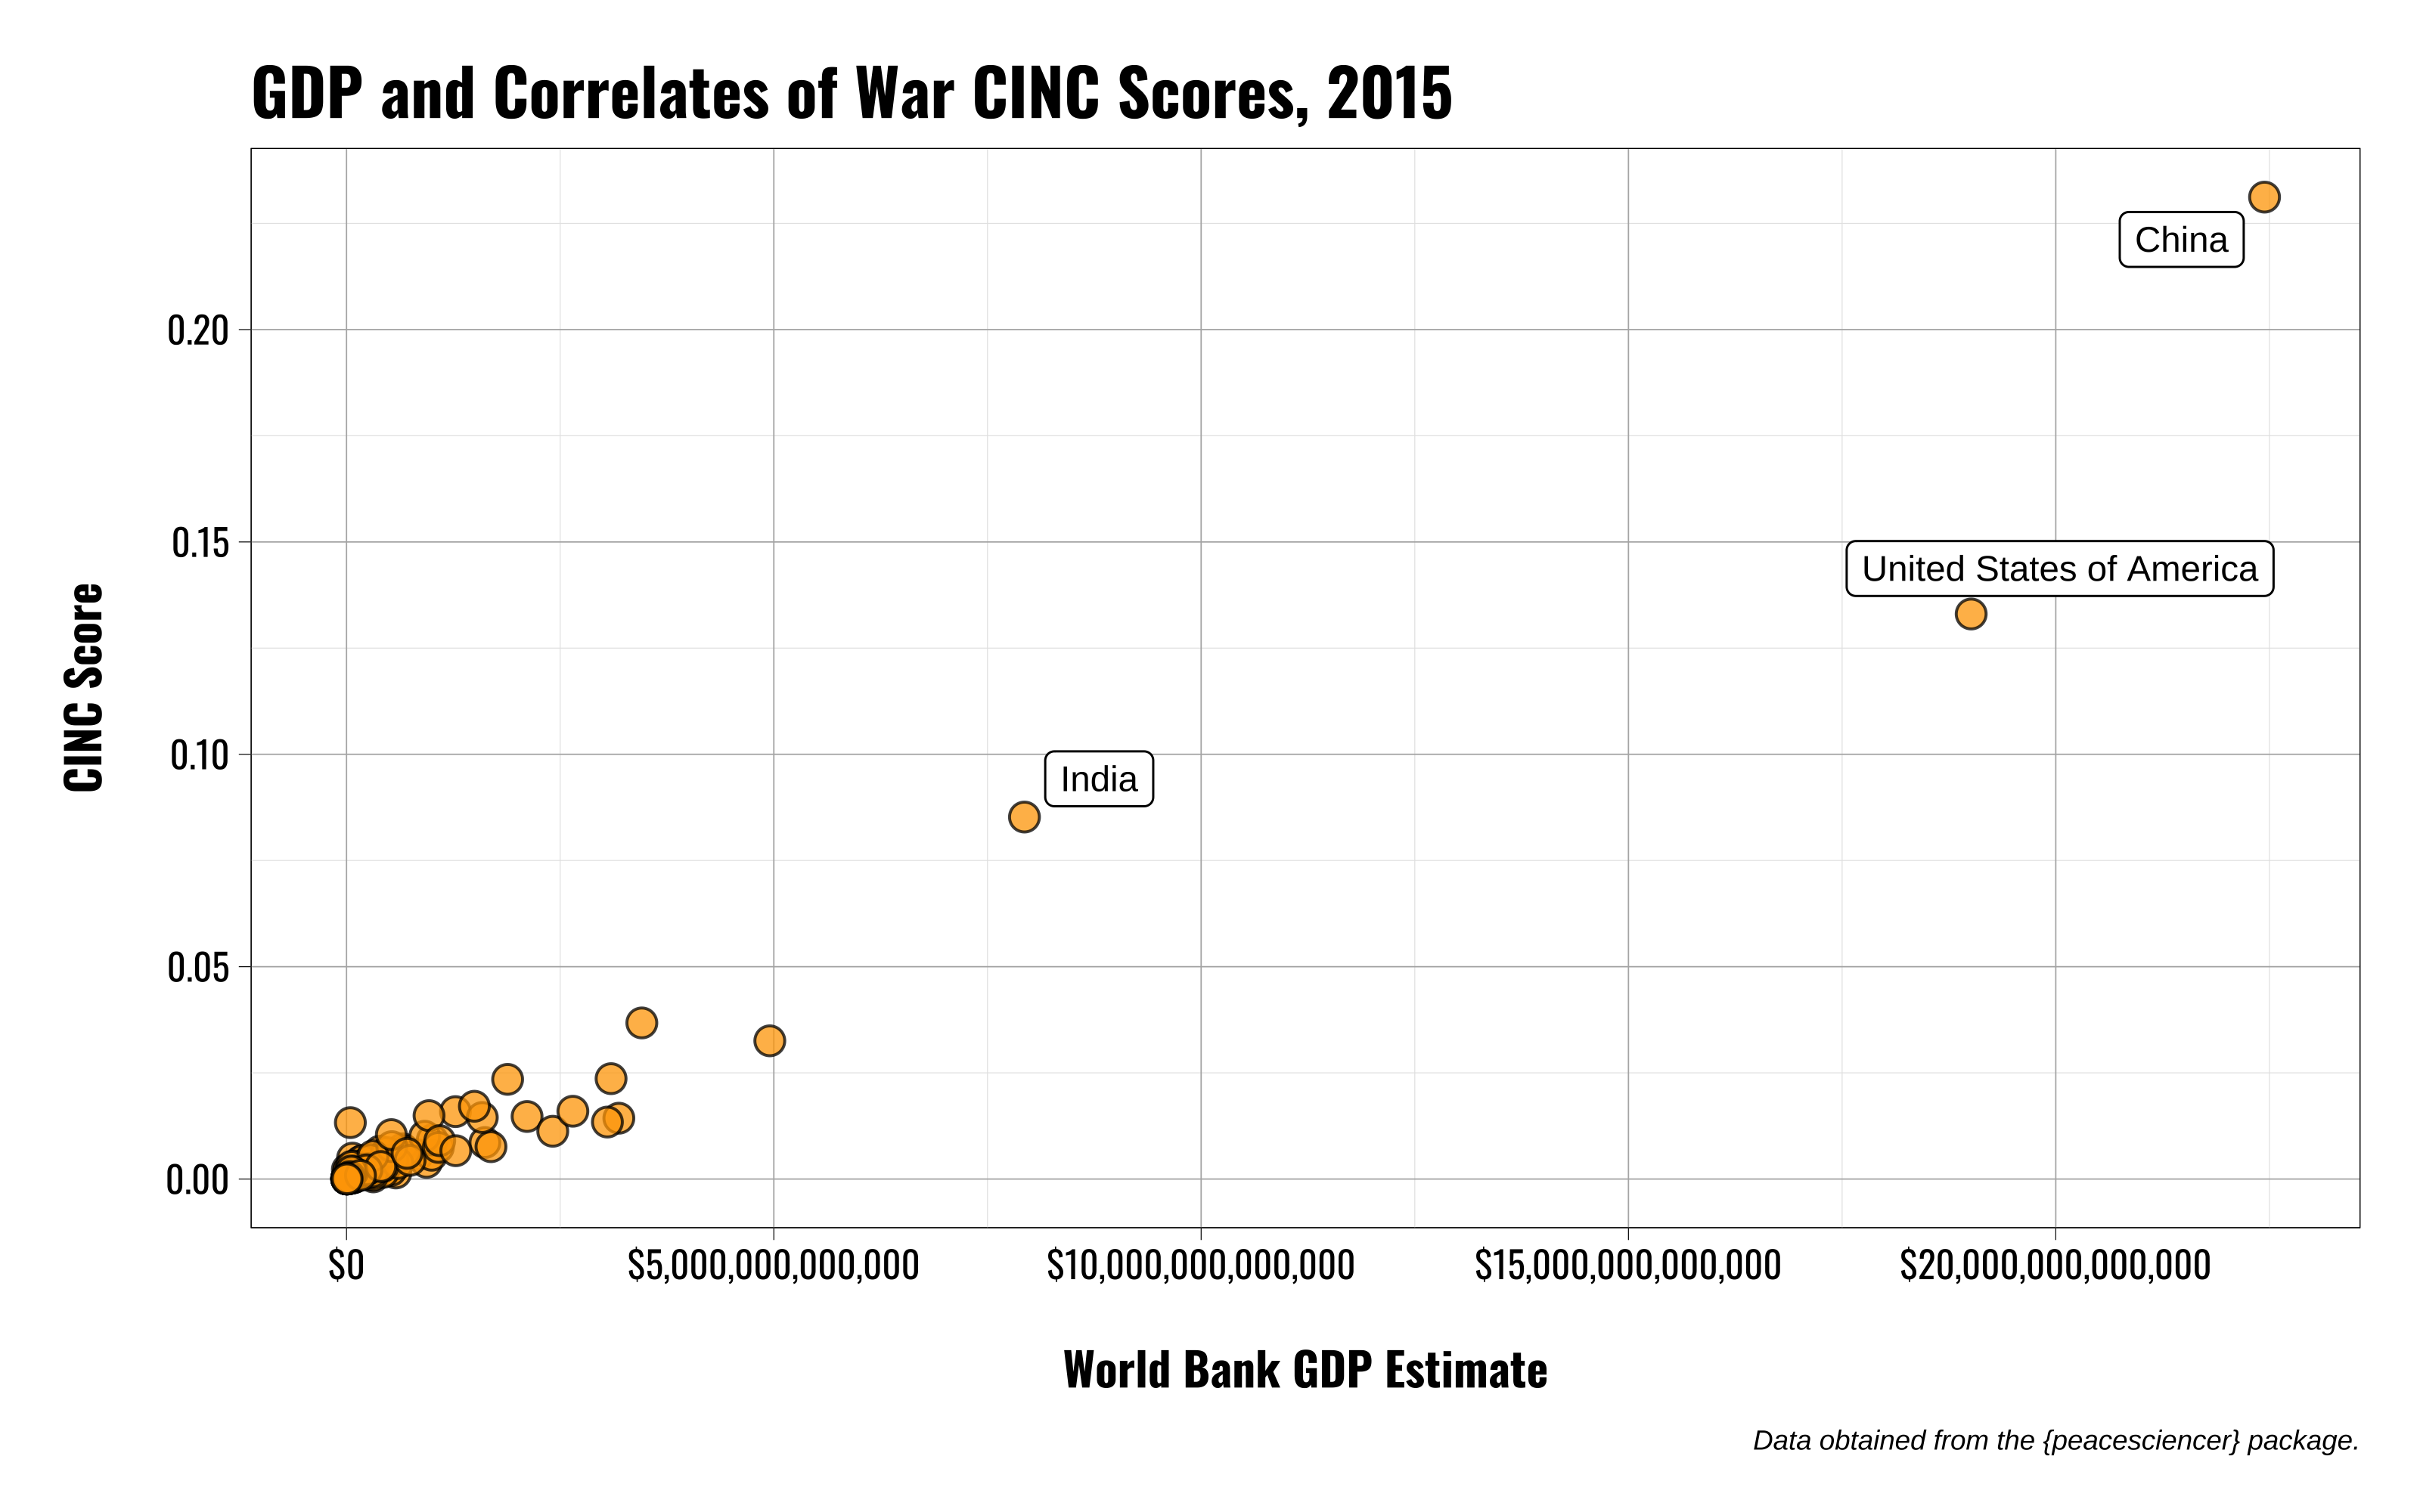 GDP and Correlates of War CINC Scores, 2015
China
0.20
0.15
United States of America
CINC Score
0.10
India
0.05
0.00
$0 $5,000,000,000,000 $10,000,000,000,000 $15,000,000,000,000 $20,000,000,000,000
World Bank GDP Estimate
Data obtained from the {peacesciencer} package.